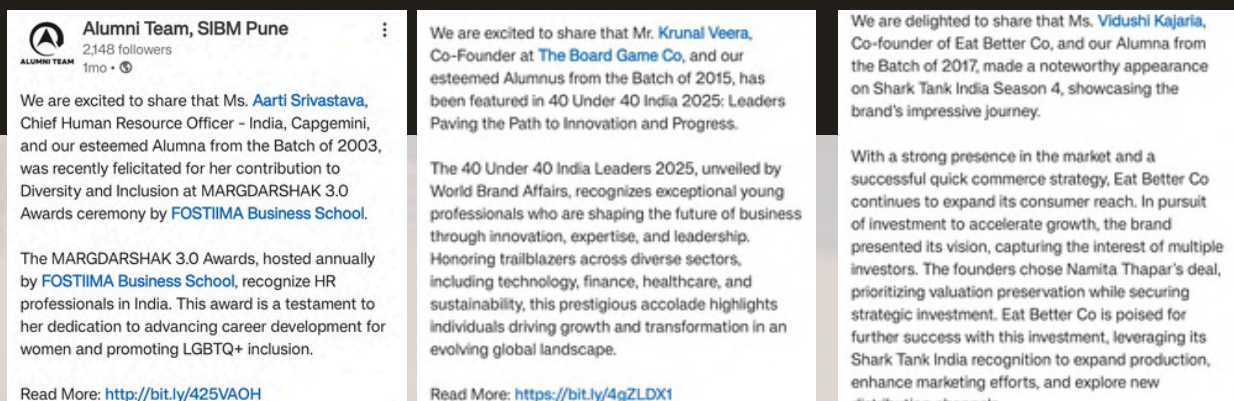 Alumni Team, SIBM Pune
2,148 followers
1mo •
ALUMNI TEAM
We are excited to share that Ms. Aarti Srivastava,
Chief Human Resource Officer - India, Capgemini,
and our esteemed Alumna from the Batch of 2003,
was recently felicitated for her contribution to
Diversity and Inclusion at MARGDARSHAK 3.0
Awards ceremony by FOSTIIMA Business School.
The MARGDARSHAK 3.0 Awards, hosted annually
by FOSTIIMA Business School, recognize HR
professionals in India. This award is a testament to
her dedication to advancing career development for
women and promoting LGBTQ+ inclusion.
Read More: http://bit.ly/425VAOH
We are excited to share that Mr. Krunal Veera,
Co-Founder at The Board Game Co, and our
esteemed Alumnus from the Batch of 2015, has
been featured in 40 Under 40 India 2025: Leaders
Paving the Path to Innovation and Progress.
The 40 Under 40 India Leaders 2025, unveiled by
World Brand Affairs, recognizes exceptional young
professionals who are shaping the future of business
through innovation, expertise, and leadership.
Honoring trailblazers across diverse sectors,
including technology, finance, healthcare, and
sustainability, this prestigious accolade highlights
individuals driving growth and transformation in an
evolving global landscape.
Read More: https://bit.ly/4gZLDX1
We are delighted to share that Ms. Vidushi Kajaria,
Co-founder of Eat Better Co, and our Alumna from
the Batch of 2017, made a noteworthy appearance
on Shark Tank India Season 4, showcasing the
brand's impressive journey.
With a strong presence in the market and a
successful quick commerce strategy, Eat Better Co
continues to expand its consumer reach. In pursuit
of investment to accelerate growth, the brand
presented its vision, capturing the interest of multiple
investors. The founders chose Namita Thapar's deal,
prioritizing valuation preservation while securing
strategic investment. Eat Better Co is poised for
further success with this investment, leveraging its
Shark Tank India recognition to expand production,
enhance marketing efforts, and explore new